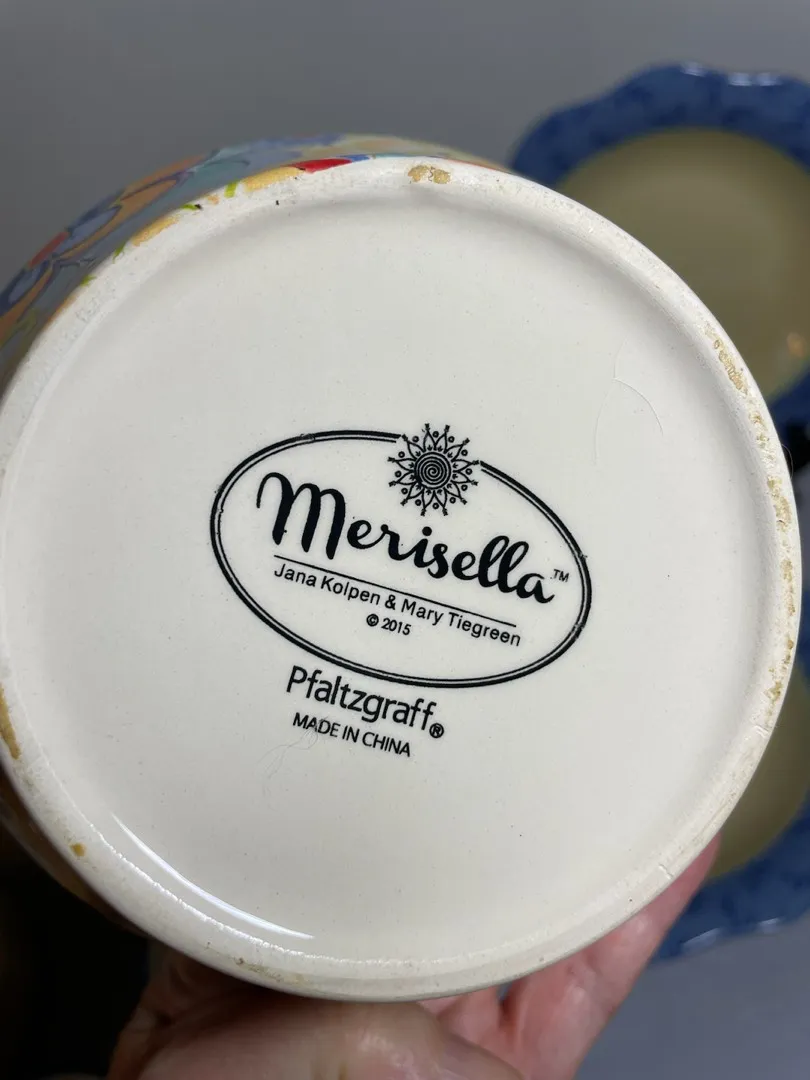 Merisella™
Jana Kolpen & Mary Tiegreen
© 2015
Pfaltzgraff®
MADE IN CHINA